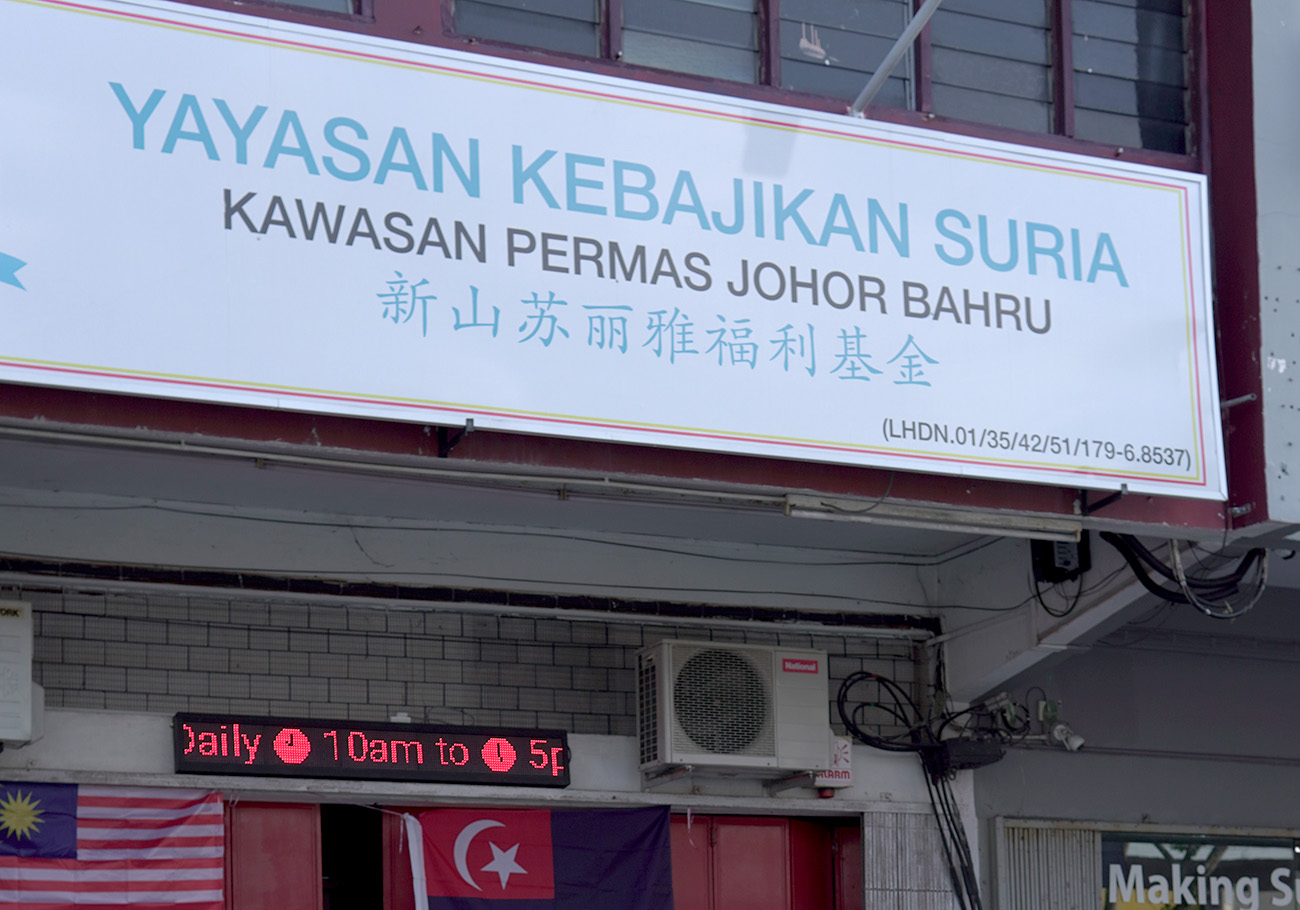 YAYASAN KEBAJIKAN SURIA
KAWASAN PERMAS JOHOR BAHRU
新山苏丽雅福利基金
(LHDN.01/35/42/51/179-6.8537)
National
Daily 10am to 5p
Making Su